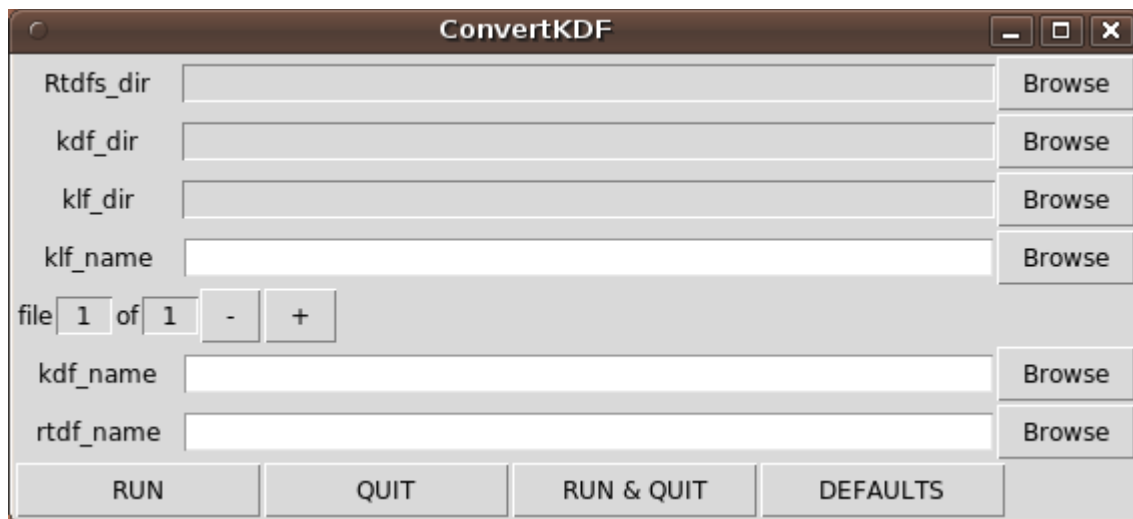 ConvertKDF
Rtdfs_dir Browse
kdf_dir Browse
klf_dir Browse
klf_name Browse
file 1 of 1 - +
kdf_name Browse
rtdf_name Browse
RUN QUIT RUN & QUIT DEFAULTS